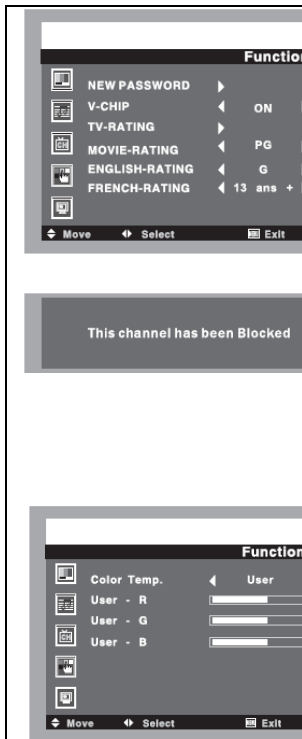 Function
NEW PASSWORD
V-CHIP ON
TV-RATING
MOVIE-RATING PG
ENGLISH-RATING G
FRENCH-RATING 13 ans +
Move Select Exit
This channel has been Blocked
Function
Color Temp. User
User - R
User - G
User - B
Move Select Exit